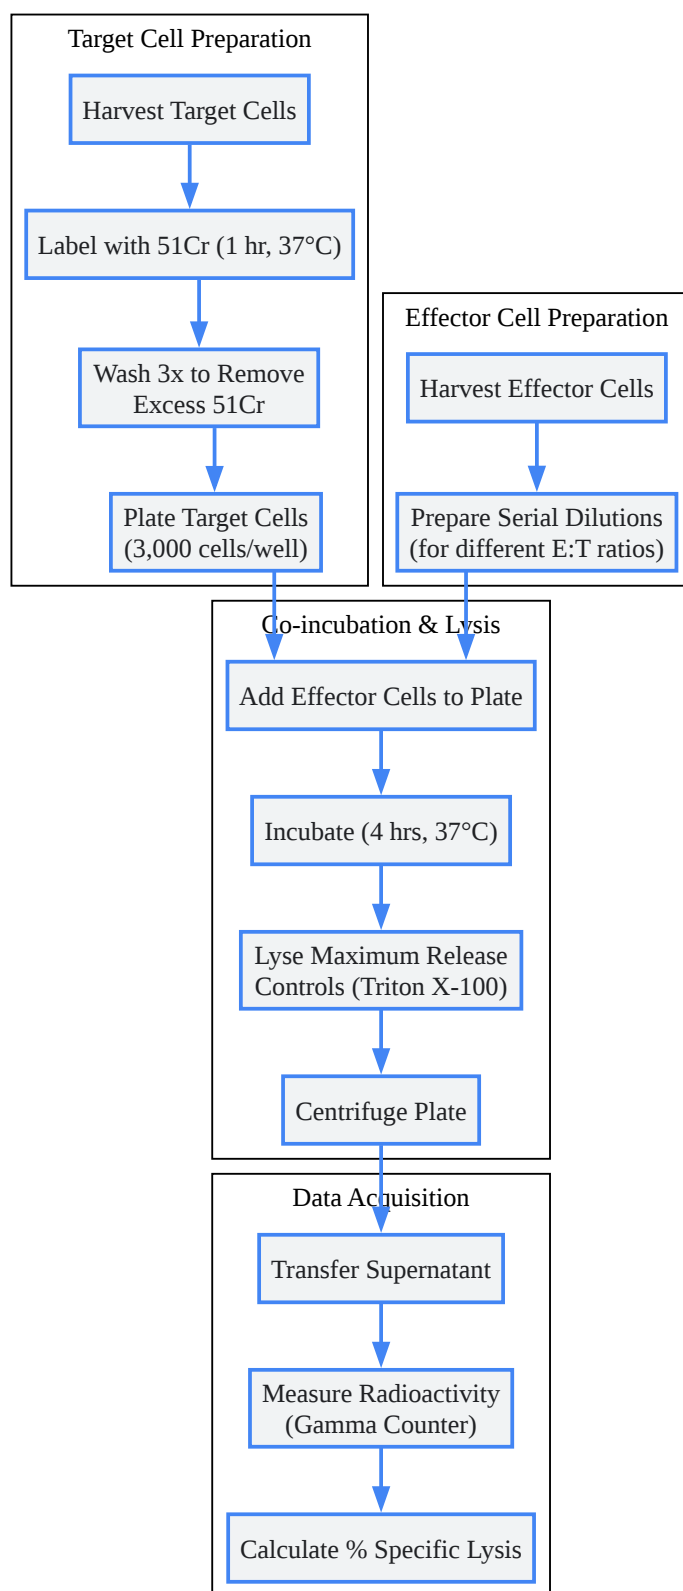 Target Cell Preparation
Harvest Target Cells
Label with 51Cr (1 hr, 37°C)
Wash 3x to Remove
Excess 51Cr
Plate Target Cells
(3,000 cells/well)
Effector Cell Preparation
Harvest Effector Cells
Prepare Serial Dilutions
(for different E:T ratios)
Co-incubation & Lysis
Add Effector Cells to Plate
Incubate (4 hrs, 37°C)
Lyse Maximum Release
Controls (Triton X-100)
Centrifuge Plate
Data Acquisition
Transfer Supernatant
Measure Radioactivity
(Gamma Counter)
Calculate % Specific Lysis